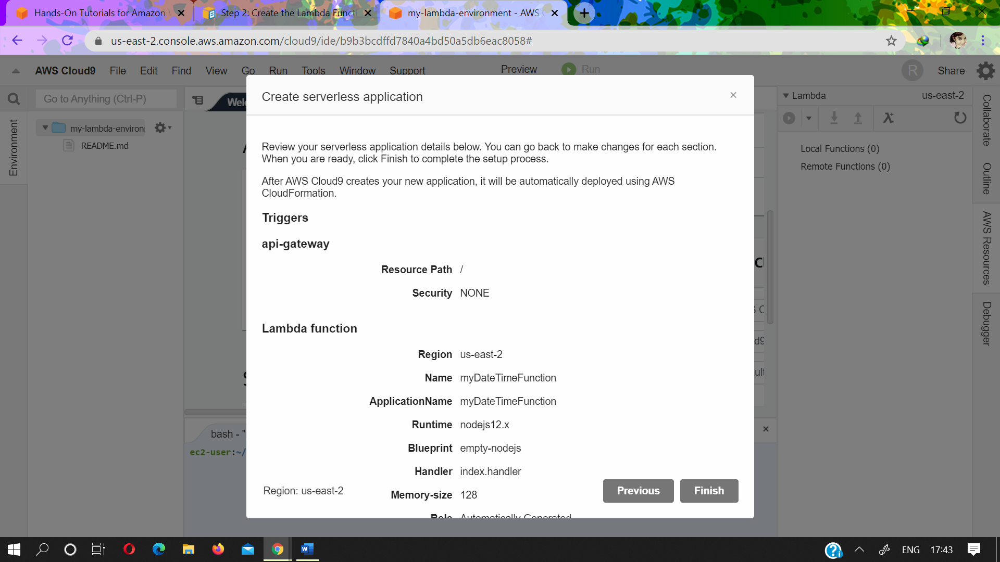 Hands-On Tutorials for Amazon
Step 2: Create the Lambda Func
my-lambda-environment - AWS
us-east-2.console.aws.amazon.com/cloud9/ide/b9b3bcdffd7840a4bd50a5db6eac8058#
AWS Cloud9 File Edit Find View Go Run Tools Window Support Preview Run R Share
Go to Anything (Ctrl-P)
Environment
my-lambda-environ
README.md
Create serverless application
Review your serverless application details below. You can go back to make changes for each section.
When you are ready, click Finish to complete the setup process.
After AWS Cloud9 creates your new application, it will be automatically deployed using AWS
CloudFormation.
Triggers
api-gateway
Resource Path /
Security NONE
Lambda function
Region us-east-2
Name myDateTimeFunction
ApplicationName myDateTimeFunction
Runtime nodejs12.x
Blueprint empty-nodejs
Handler index.handler
Memory-size 128
Role Automatically Generated
Region: us-east-2
Previous
Finish
Lambda us-east-2
Local Functions (0)
Remote Functions (0)
Collaborate
Outline
AWS Resources
Debugger
bash - "
ec2-user:~/
ENG 17:43